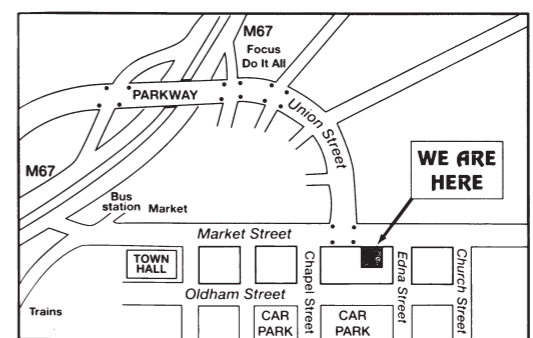 M67
Focus
Do It All
PARKWAY
Union Street
M67
WE ARE
HERE
Bus
station
Market
Market Street
TOWN
HALL
Chapel Street
Edna Street
Church Street
Oldham Street
Trains
CAR
PARK
CAR
PARK